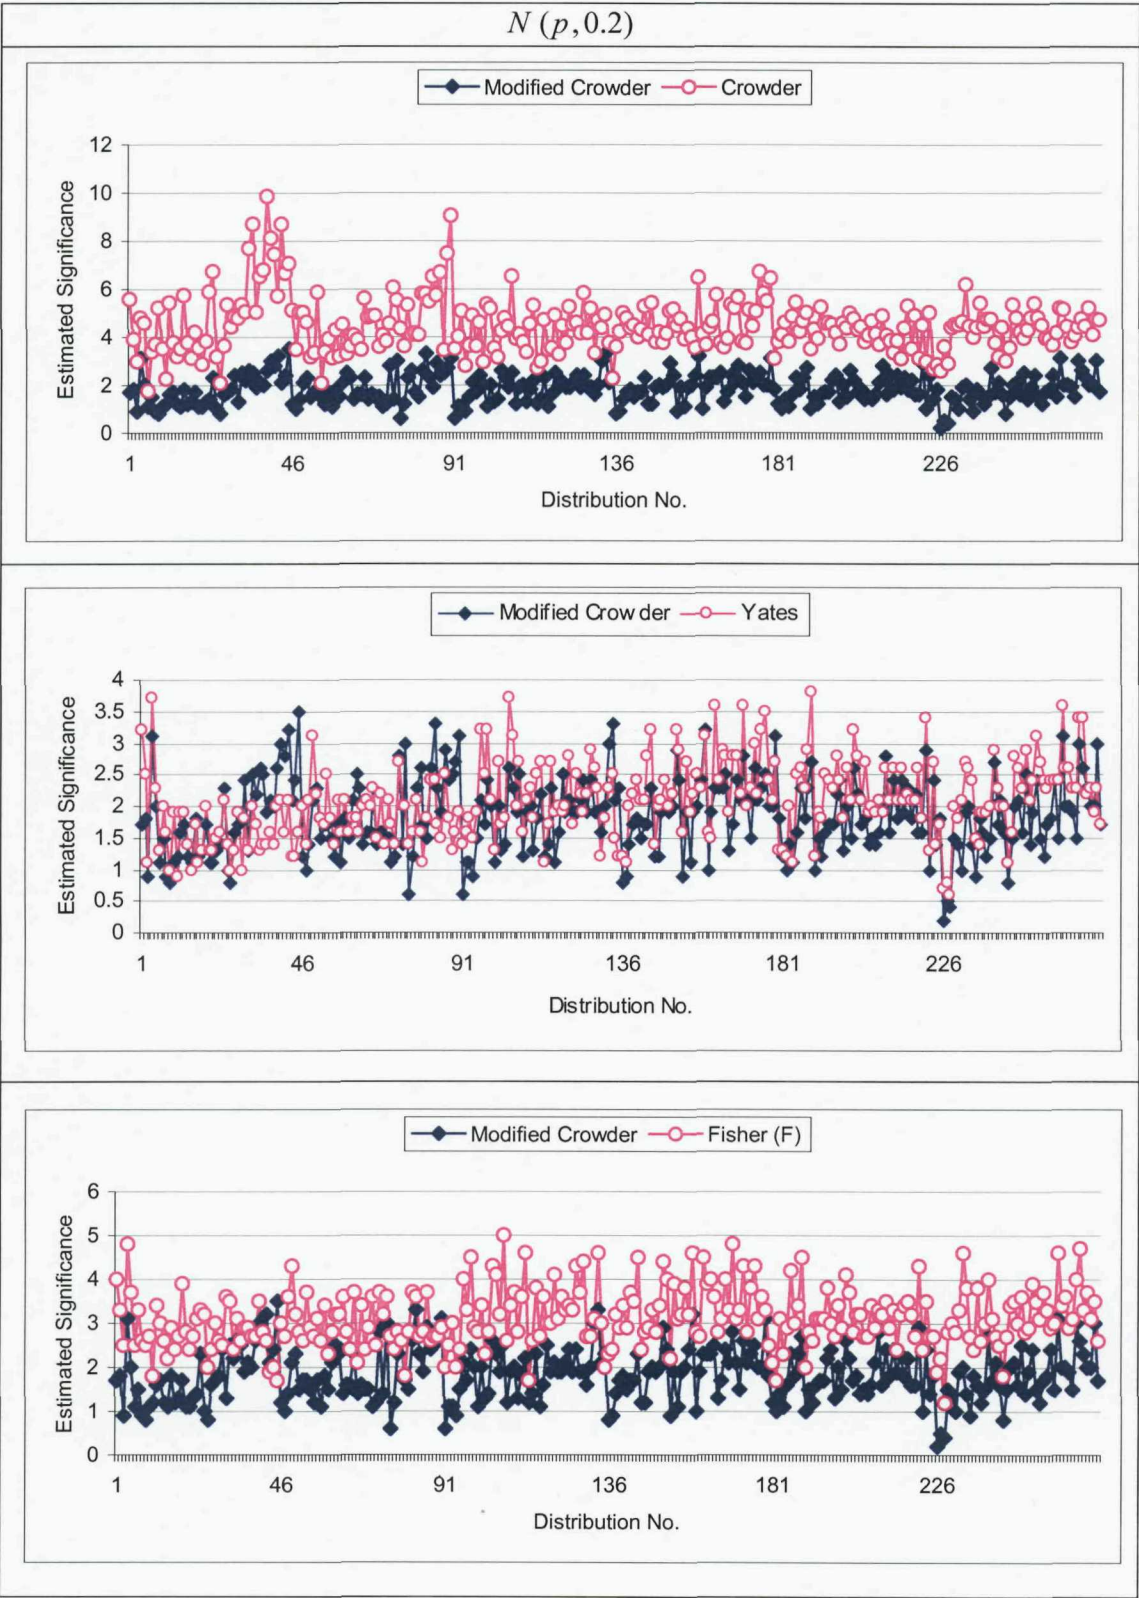 N (p,0.2)
Modified Crowder Crowder
Estimated Significance
12
10
8
6
4
2
0
1 46 91 136 181 226
Distribution No.
Modified Crowder Yates
Estimated Significance
4
3.5
3
2.5
2
1.5
1
0.5
0
1 46 91 136 181 226
Distribution No.
Modified Crowder Fisher (F)
Estimated Significance
6
5
4
3
2
1
0
1 46 91 136 181 226
Distribution No.